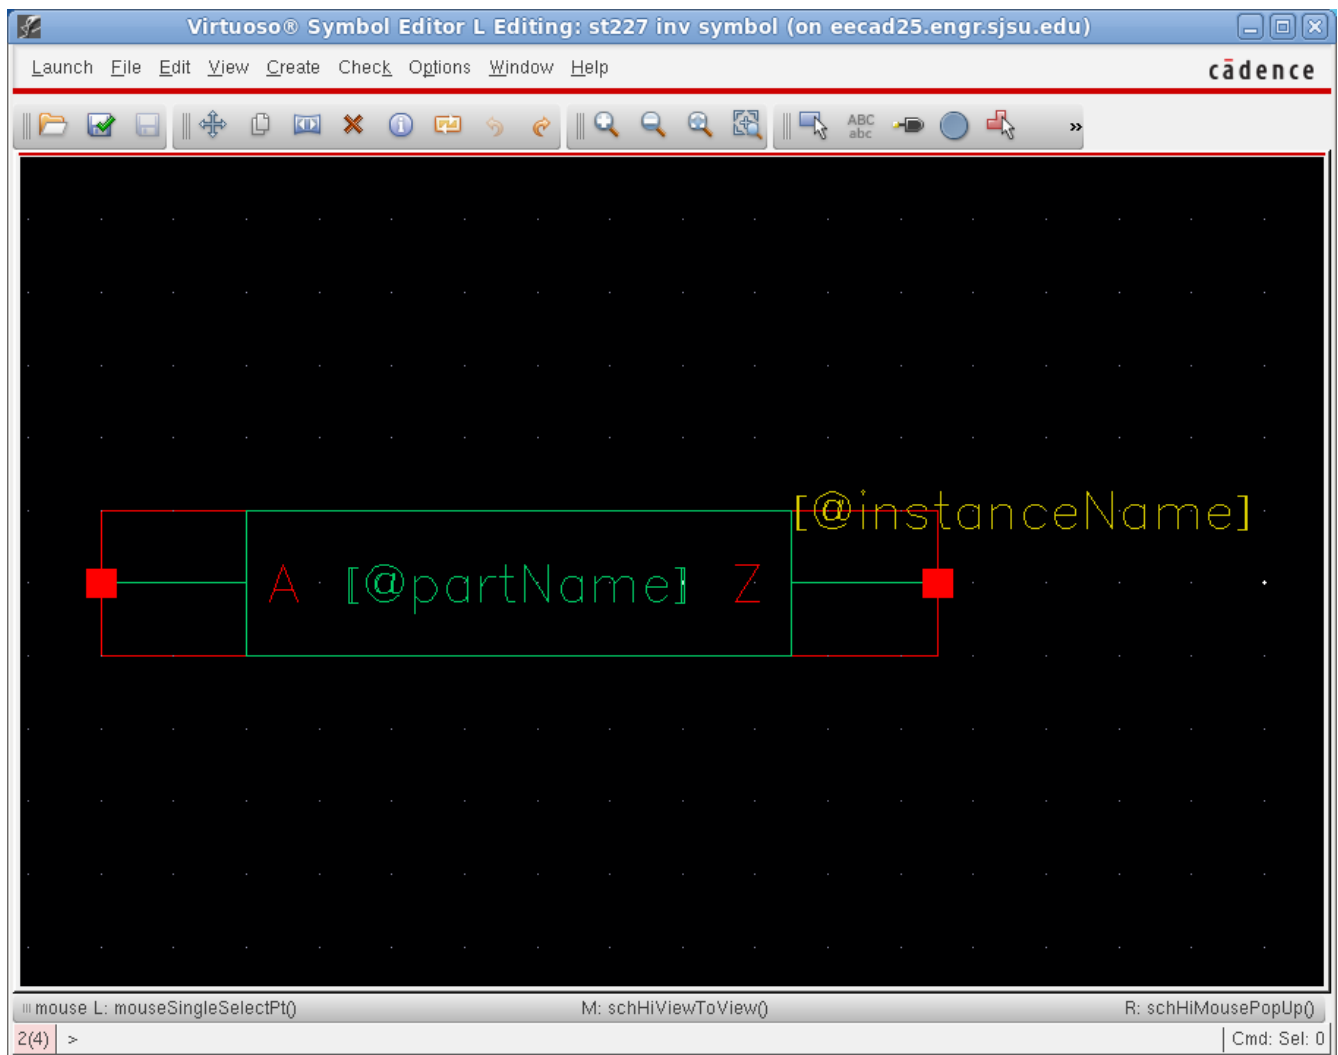 Virtuoso® Symbol Editor L Editing: st227 inv symbol (on eecad25.engr.sjsu.edu)
Launch File Edit View Create Check Options Window Help
cādence
ABC
abc
»
[@instanceName]
A [@partName] Z
mouse L: mouseSingleSelectPt() M: schHiViewToView() R: schHiMousePopUp()
2(4) > Cmd: Sel: 0